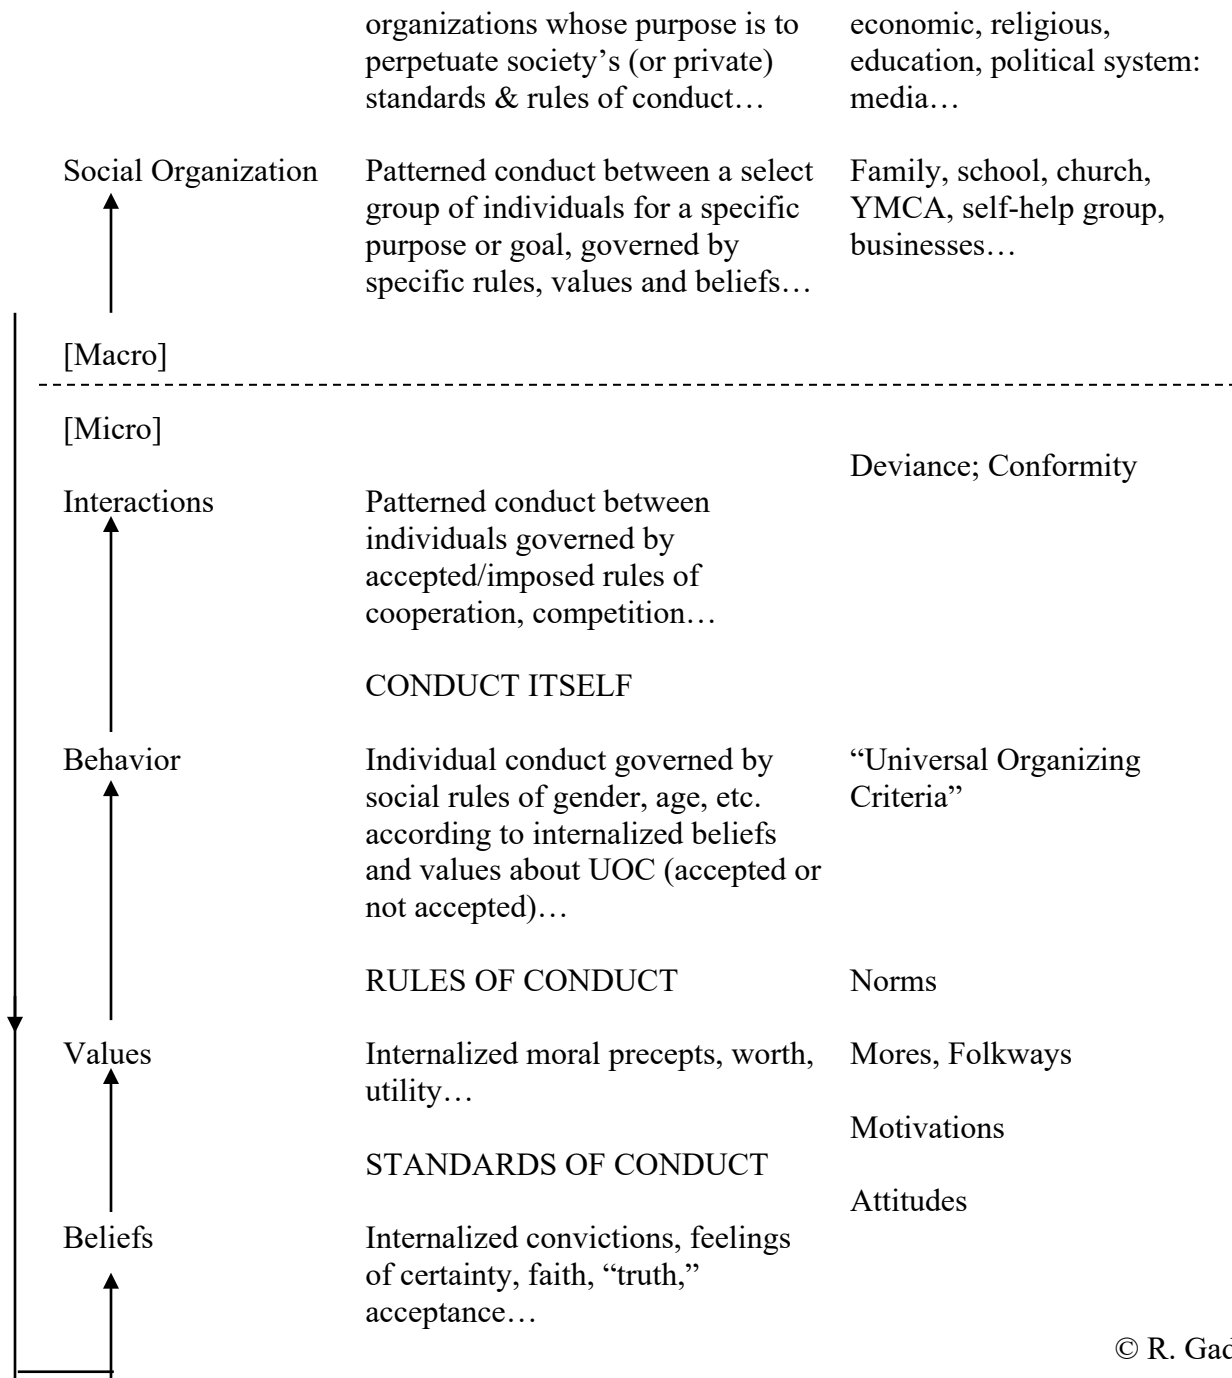 organizations whose purpose is to economic, religious,
perpetuate society’s (or private) education, political system:
standards & rules of conduct… media…
Social Organization Patterned conduct between a select Family, school, church,
group of individuals for a specific YMCA, self-help group,
purpose or goal, governed by businesses…
specific rules, values and beliefs…
[Macro]
[Micro]
Deviance; Conformity
Interactions Patterned conduct between
individuals governed by
accepted/imposed rules of
cooperation, competition…
CONDUCT ITSELF
Behavior Individual conduct governed by “Universal Organizing
social rules of gender, age, etc. Criteria”
according to internalized beliefs
and values about UOC (accepted or
not accepted)…
RULES OF CONDUCT Norms
Values Internalized moral precepts, worth, Mores, Folkways
utility…
Motivations
STANDARDS OF CONDUCT
Attitudes
Beliefs Internalized convictions, feelings
of certainty, faith, “truth,”
acceptance…
© R. Gad